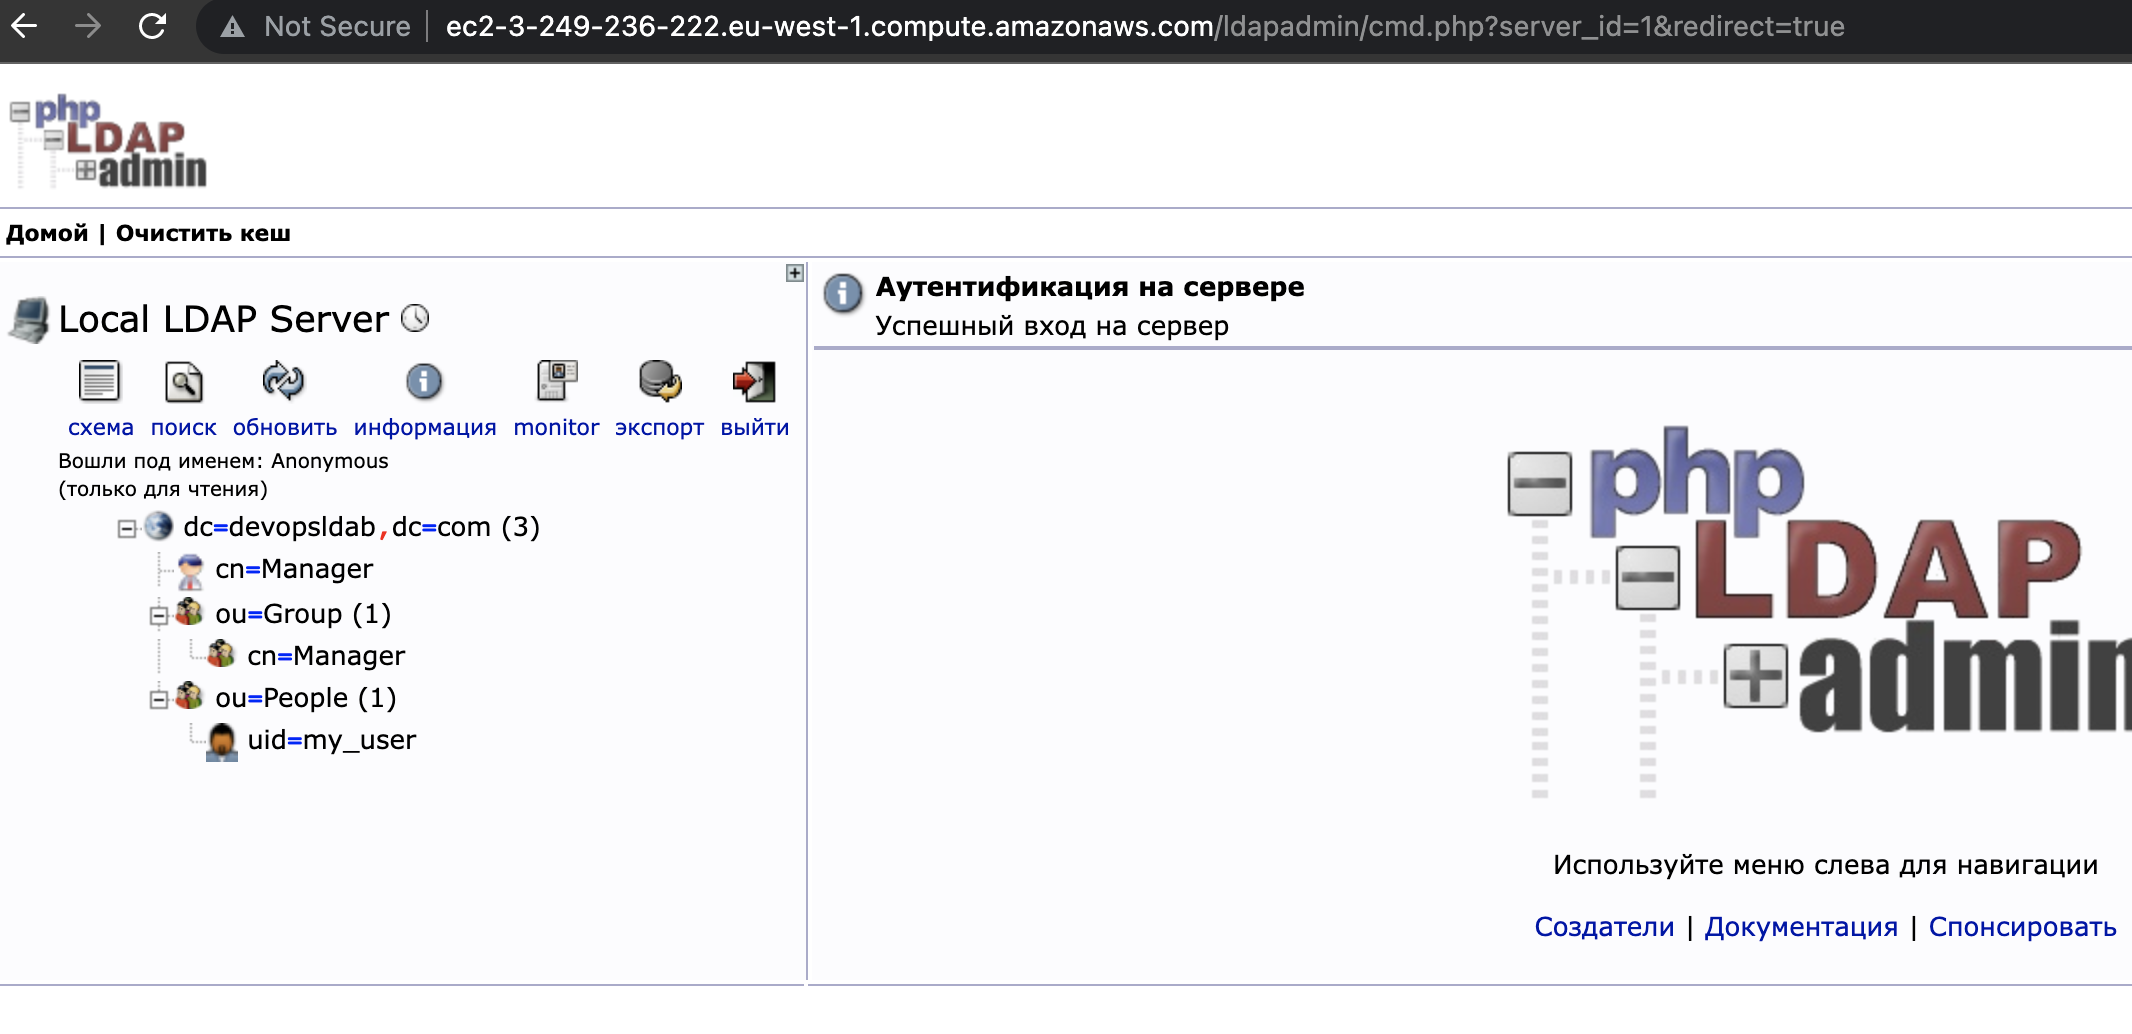 Not Secure | ec2-3-249-236-222.eu-west-1.compute.amazonaws.com/ldapadmin/cmd.php?server_id=1&redirect=true
php
LDAP
admin
Домой | Очистить кеш
Local LDAP Server
схема поиск обновить информация monitor экспорт выйти
Вошли под именем: Anonymous
(только для чтения)
dc=devopsldab,dc=com (3)
cn=Manager
ou=Group (1)
cn=Manager
ou=People (1)
uid=my_user
Аутентификация на сервере
Успешный вход на сервер
php
LDAP
admin
Используйте меню слева для навигации
Создатели | Документация | Спонсировать